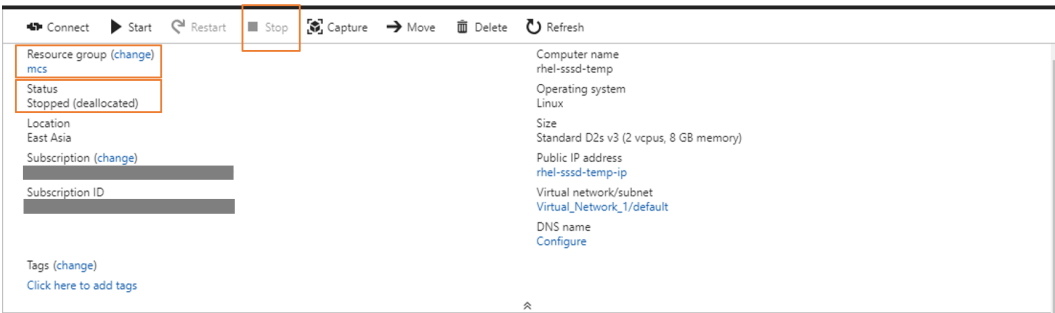 Connect Start Restart Stop Capture Move Delete Refresh
Resource group (change)
mcs
Status
Stopped (deallocated)
Location
East Asia
Subscription (change)
Subscription ID
Tags (change)
Click here to add tags
Computer name
rhel-sssd-temp
Operating system
Linux
Size
Standard D2s v3 (2 vcpus, 8 GB memory)
Public IP address
rhel-sssd-temp-ip
Virtual network/subnet
Virtual_Network_1/default
DNS name
Configure